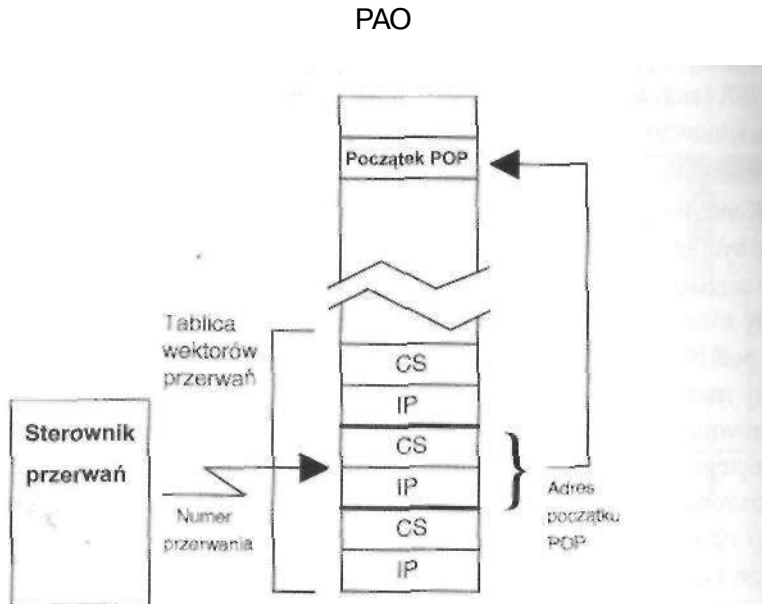 PAO
Początek POP
Tablica
wektorów
przerwań
CS
IP
CS
IP
CS
IP
Sterownik
przerwań
Numer
przerwania
Adres
początku
POP